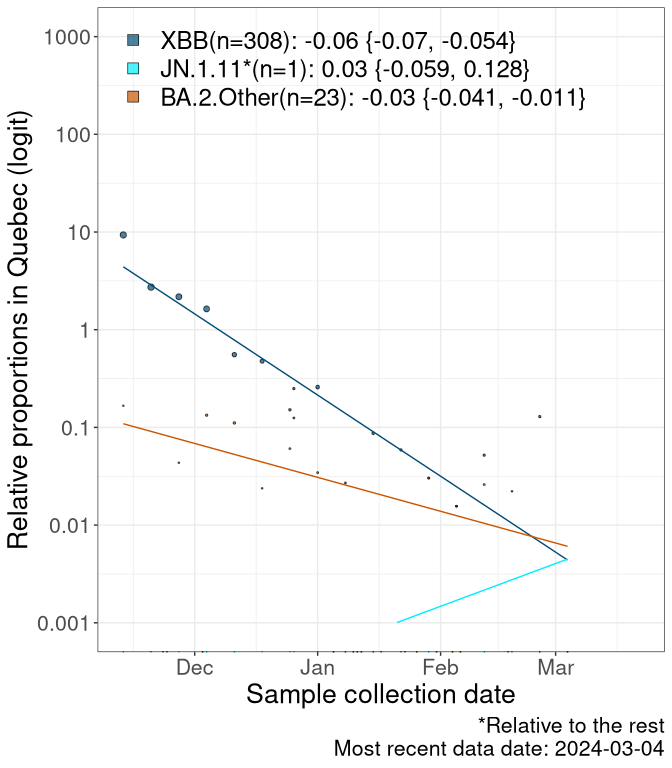 XBB(n=308): -0.06 {-0.07, -0.054}
JN.1.11*(n=1): 0.03 {-0.059, 0.128}
BA.2.Other(n=23): -0.03 {-0.041, -0.011}
Relative proportions in Quebec (logit)
1000
100
10
1
0.1
0.01
0.001
Dec Jan Feb Mar
Sample collection date
*Relative to the rest
Most recent data date: 2024-03-04